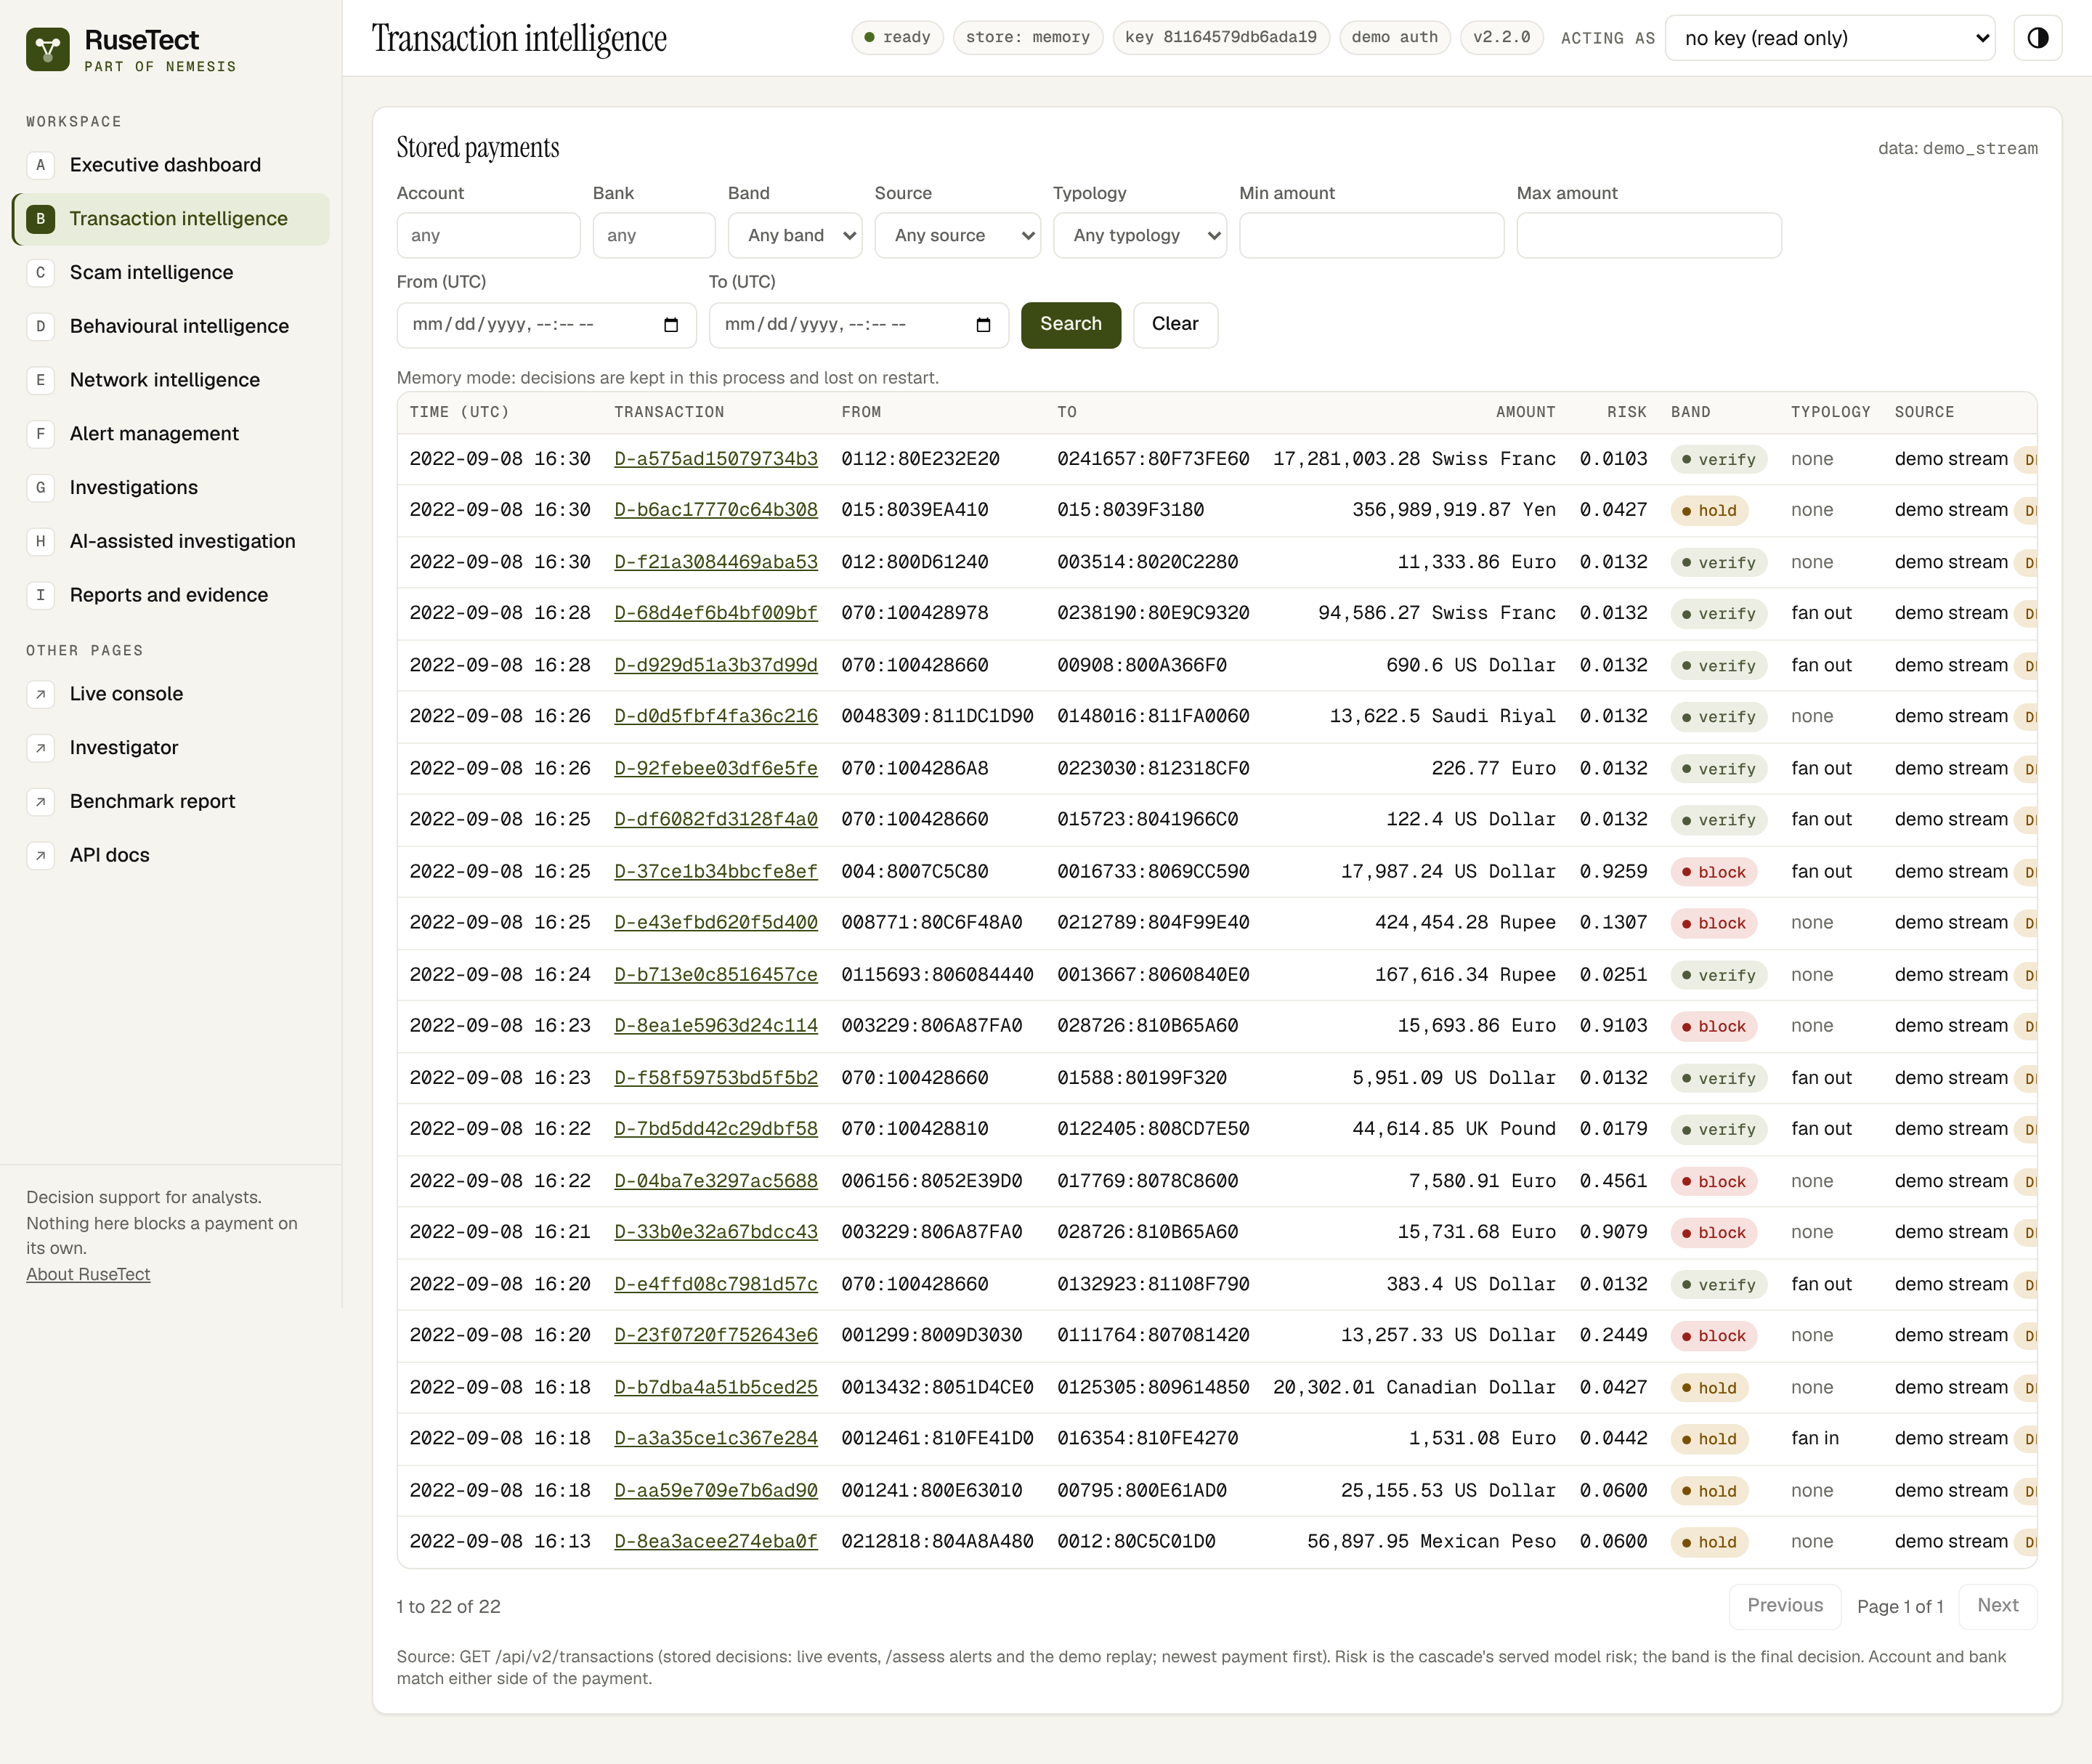 RuseTect
PART OF NEMESIS
WORKSPACE
A Executive dashboard
B Transaction intelligence
C Scam intelligence
D Behavioural intelligence
E Network intelligence
F Alert management
G Investigations
H AI-assisted investigation
I Reports and evidence
OTHER PAGES
Live console
Investigator
Benchmark report
API docs
Decision support for analysts.
Nothing here blocks a payment on
its own.
About RuseTect
Transaction intelligence
ready store: memory key 81164579db6ada19 demo auth v2.2.0 ACTING AS no key (read only)
Stored payments data: demo_stream
Account Bank Band Source Typology Min amount Max amount
any any Any band Any source Any typology
From (UTC) To (UTC)
mm/dd/yyyy, --:-- -- mm/dd/yyyy, --:-- -- Search Clear
Memory mode: decisions are kept in this process and lost on restart.
TIME (UTC) TRANSACTION FROM TO AMOUNT RISK BAND TYPOLOGY SOURCE
2022-09-08 16:30 D-a575ad15079734b3 0112:80E232E20 0241657:80F73FE60 17,281,003.28 Swiss Franc 0.0103 verify none demo stream
2022-09-08 16:30 D-b6ac17770c64b308 015:8039EA410 015:8039F3180 356,989,919.87 Yen 0.0427 hold none demo stream
2022-09-08 16:30 D-f21a3084469aba53 012:800D61240 003514:8020C2280 11,333.86 Euro 0.0132 verify none demo stream
2022-09-08 16:28 D-68d4ef6b4bf009bf 070:100428978 0238190:80E9C9320 94,586.27 Swiss Franc 0.0132 verify fan out demo stream
2022-09-08 16:28 D-d929d51a3b37d99d 070:100428660 00908:800A366F0 690.6 US Dollar 0.0132 verify fan out demo stream
2022-09-08 16:26 D-d0d5fbf4fa36c216 0048309:811DC1D90 0148016:811FA0060 13,622.5 Saudi Riyal 0.0132 verify none demo stream
2022-09-08 16:26 D-92febee03df6e5fe 070:1004286A8 0223030:812318CF0 226.77 Euro 0.0132 verify fan out demo stream
2022-09-08 16:25 D-df6082fd3128f4a0 070:100428660 015723:8041966C0 122.4 US Dollar 0.0132 verify fan out demo stream
2022-09-08 16:25 D-37ce1b34bbcfe8ef 004:8007C5C80 0016733:8069CC590 17,987.24 US Dollar 0.9259 block fan out demo stream
2022-09-08 16:25 D-e43efbd620f5d400 008771:80C6F48A0 0212789:804F99E40 424,454.28 Rupee 0.1307 block none demo stream
2022-09-08 16:24 D-b713e0c8516457ce 0115693:806084440 0013667:8060840E0 167,616.34 Rupee 0.0251 verify none demo stream
2022-09-08 16:23 D-8ea1e5963d24c114 003229:806A87FA0 028726:810B65A60 15,693.86 Euro 0.9103 block none demo stream
2022-09-08 16:23 D-f58f59753bd5f5b2 070:100428660 01588:80199F320 5,951.09 US Dollar 0.0132 verify fan out demo stream
2022-09-08 16:22 D-7bd5dd42c29dbf58 070:100428810 0122405:808CD7E50 44,614.85 UK Pound 0.0179 verify fan out demo stream
2022-09-08 16:22 D-04ba7e3297ac5688 006156:8052E39D0 017769:8078C8600 7,580.91 Euro 0.4561 block none demo stream
2022-09-08 16:21 D-33b0e32a67bdcc43 003229:806A87FA0 028726:810B65A60 15,731.68 Euro 0.9079 block none demo stream
2022-09-08 16:20 D-e4ffd08c7981d57c 070:100428660 0132923:81108F790 383.4 US Dollar 0.0132 verify fan out demo stream
2022-09-08 16:20 D-23f0720f752643e6 001299:8009D3030 0111764:807081420 13,257.33 US Dollar 0.2449 block none demo stream
2022-09-08 16:18 D-b7dba4a51b5ced25 0013432:8051D4CE0 0125305:809614850 20,302.01 Canadian Dollar 0.0427 hold none demo stream
2022-09-08 16:18 D-a3a35ce1c367e284 0012461:810FE41D0 016354:810FE4270 1,531.08 Euro 0.0442 hold fan in demo stream
2022-09-08 16:18 D-aa59e709e7b6ad90 001241:800E63010 00795:800E61AD0 25,155.53 US Dollar 0.0600 hold none demo stream
2022-09-08 16:13 D-8ea3acee274eba0f 0212818:804A8A480 0012:80C5C01D0 56,897.95 Mexican Peso 0.0600 hold none demo stream
1 to 22 of 22 Previous Page 1 of 1 Next
Source: GET /api/v2/transactions (stored decisions: live events, /assess alerts and the demo replay; newest payment first). Risk is the cascade's served model risk; the band is the final decision. Account and bank
match either side of the payment.